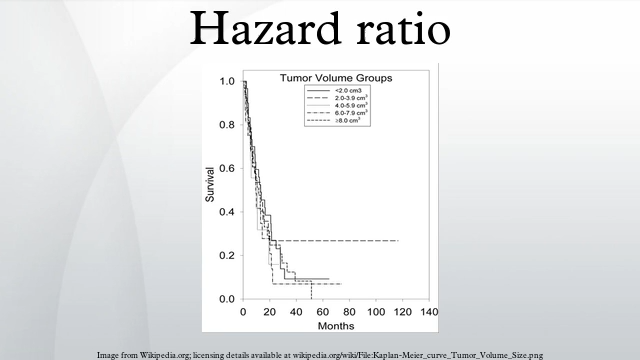 Hazard ratio
Tumor Volume Groups
<2.0 cm3
2.0-3.9 cm³
4.0-5.9 cm³
6.0-7.9 cm³
≥8.0 cm³
1.0
0.8
0.6
0.4
0.2
0.0
Survival
0 20 40 60 80 100 120 140
Months
Image from Wikipedia.org; licensing details available at wikipedia.org/wiki/File:Kaplan-Meier_curve_Tumor_Volume_Size.png